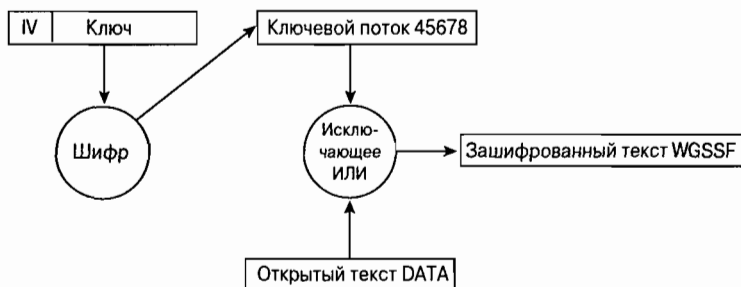 IV Ключ
Ключевой поток 45678
Шифр
Исклю-
чающее
ИЛИ
Зашифрованный текст WGSSF
Открытый текст DATA